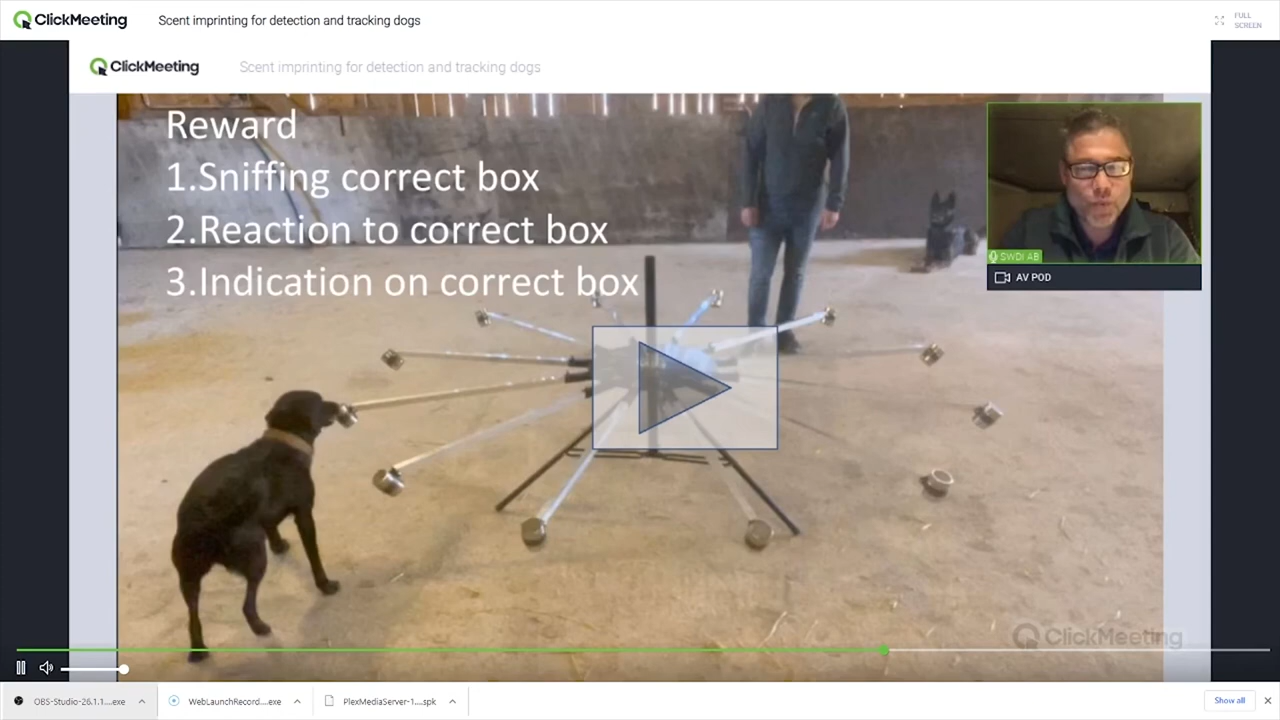 ClickMeeting Scent imprinting for detection and tracking dogs
FULL
SCREEN
ClickMeeting Scent imprinting for detection and tracking dogs
Reward
1.Sniffing correct box
2.Reaction to correct box
3.Indication on correct box
SWDI AB
AV POD
ClickMeeting
OBS-Studio-26.1.1....exe
WebLaunchRecord....exe
PlexMediaServer-1....spk
Show all